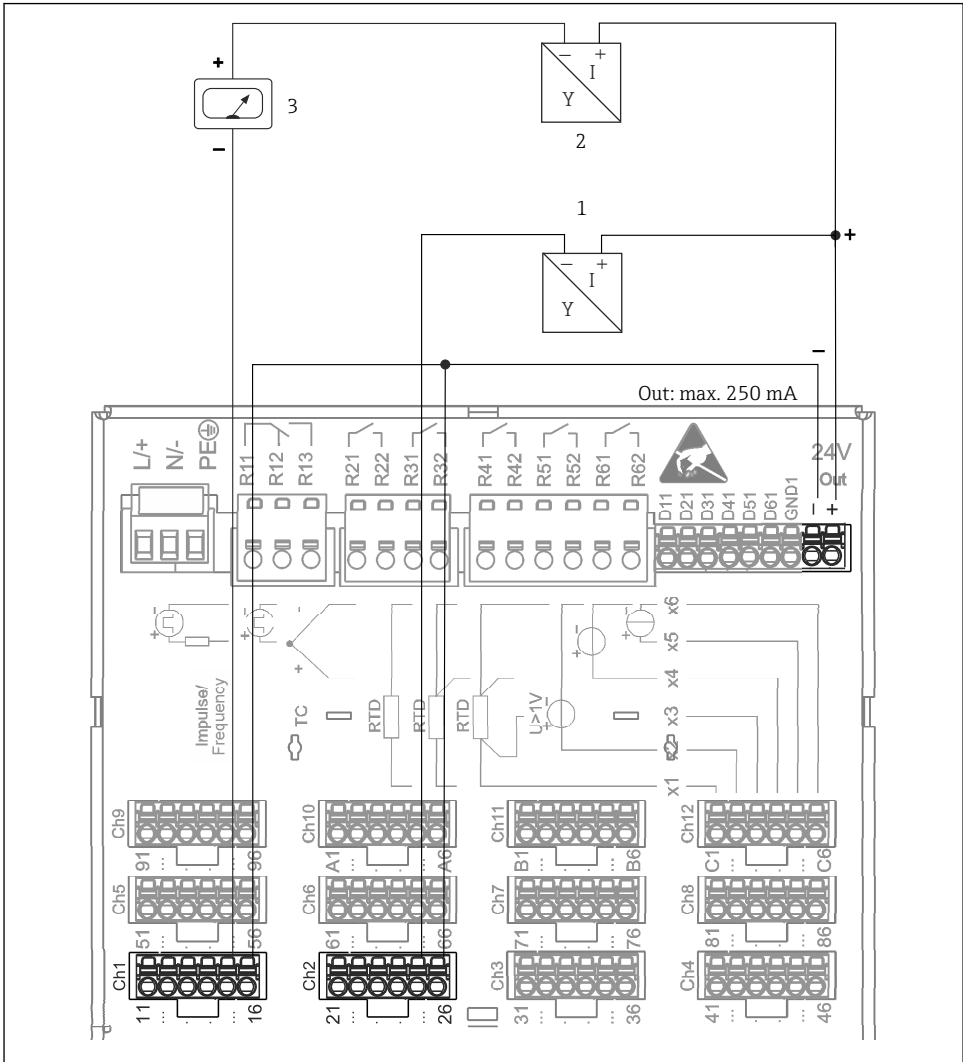 − +
I
Y
2
+
3
−
1
− +
I
Y
+
−
Out: max. 250 mA
L/+
N/-
PE
R11
R12
R13
R21
R22
R31
R32
R41
R42
R51
R52
R61
R62
D11
D21
D31
D41
D51
D61
GND1
24V
Out
−
+
x6
x5
x4
x3
x2
x1
Impulse/
Frequency
TC
RTD
RTD
RTD
U>1V
Ch9
91 ... . ... 96
Ch10
A1 ... . ... A6
Ch11
B1 ... . ... B6
Ch12
C1 ... . ... C6
Ch5
51 ... . ... 56
Ch6
61 ... . ... 66
Ch7
71 ... . ... 76
Ch8
81 ... . ... 86
Ch1
11 ... . ... 16
Ch2
21 ... . ... 26
Ch3
31 ... . ... 36
Ch4
41 ... . ... 46